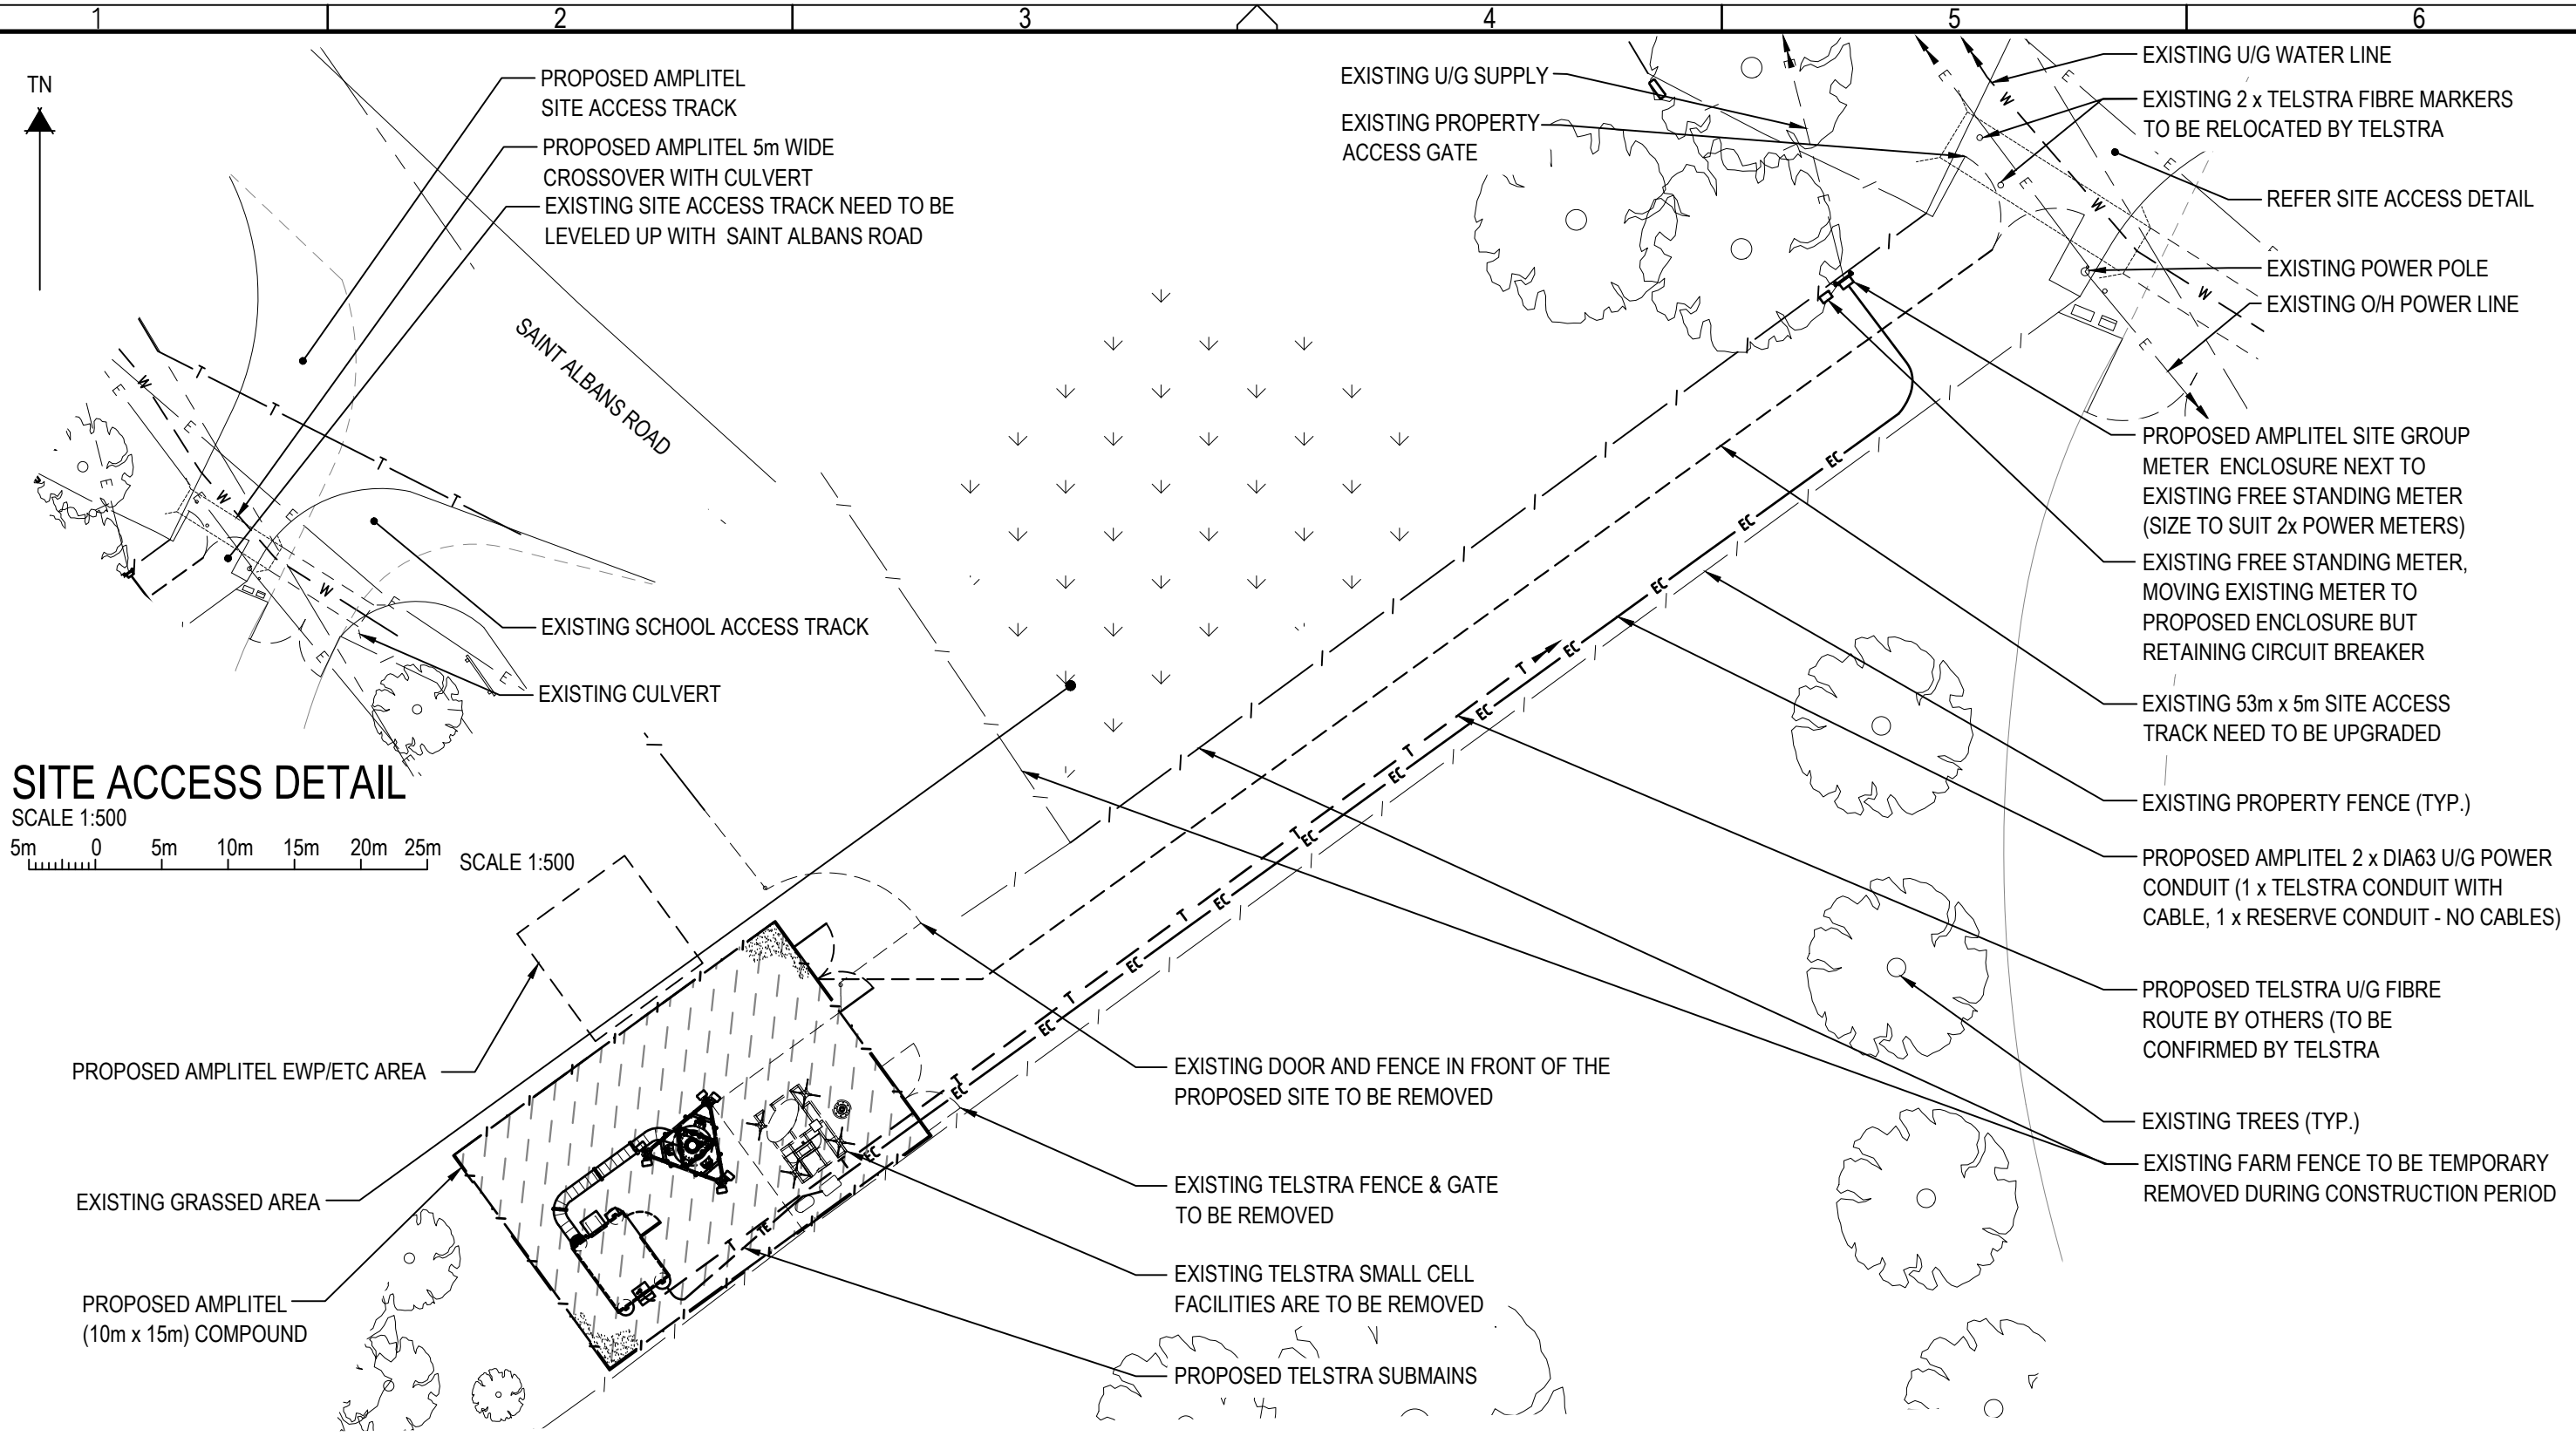 1
2
3
4
5
6
TN
PROPOSED AMPLITEL
SITE ACCESS TRACK
PROPOSED AMPLITEL 5m WIDE
CROSSOVER WITH CULVERT
EXISTING SITE ACCESS TRACK NEED TO BE
LEVELED UP WITH SAINT ALBANS ROAD
SAINT ALBANS ROAD
EXISTING SCHOOL ACCESS TRACK
EXISTING CULVERT
SITE ACCESS DETAIL
SCALE 1:500
5m 0 5m 10m 15m 20m 25m
SCALE 1:500
PROPOSED AMPLITEL EWP/ETC AREA
EXISTING GRASSED AREA
PROPOSED AMPLITEL
(10m x 15m) COMPOUND
EXISTING U/G SUPPLY
EXISTING PROPERTY
ACCESS GATE
EXISTING DOOR AND FENCE IN FRONT OF THE
PROPOSED SITE TO BE REMOVED
EXISTING TELSTRA FENCE & GATE
TO BE REMOVED
EXISTING TELSTRA SMALL CELL
FACILITIES ARE TO BE REMOVED
PROPOSED TELSTRA SUBMAINS
EXISTING U/G WATER LINE
EXISTING 2 x TELSTRA FIBRE MARKERS
TO BE RELOCATED BY TELSTRA
REFER SITE ACCESS DETAIL
EXISTING POWER POLE
EXISTING O/H POWER LINE
PROPOSED AMPLITEL SITE GROUP
METER ENCLOSURE NEXT TO
EXISTING FREE STANDING METER
(SIZE TO SUIT 2x POWER METERS)
EXISTING FREE STANDING METER,
MOVING EXISTING METER TO
PROPOSED ENCLOSURE BUT
RETAINING CIRCUIT BREAKER
EXISTING 53m x 5m SITE ACCESS
TRACK NEED TO BE UPGRADED
EXISTING PROPERTY FENCE (TYP.)
PROPOSED AMPLITEL 2 x DIA63 U/G POWER
CONDUIT (1 x TELSTRA CONDUIT WITH
CABLE, 1 x RESERVE CONDUIT - NO CABLES)
PROPOSED TELSTRA U/G FIBRE
ROUTE BY OTHERS (TO BE
CONFIRMED BY TELSTRA
EXISTING TREES (TYP.)
EXISTING FARM FENCE TO BE TEMPORARY
REMOVED DURING CONSTRUCTION PERIOD